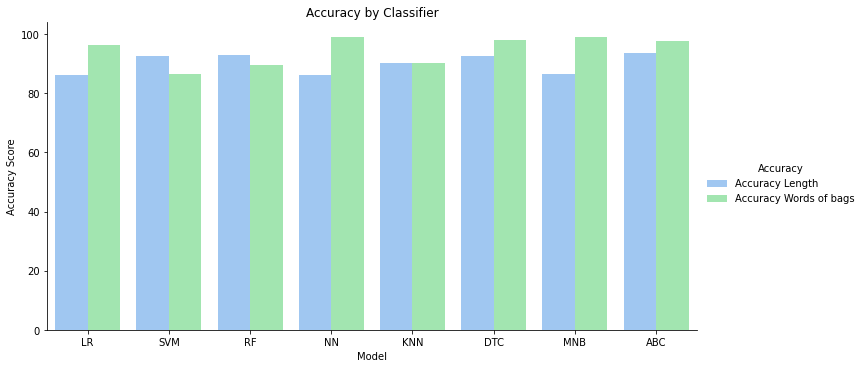 Accuracy by Classifier
100
80
60
40
20
0
Accuracy Score
LR SVM RF NN KNN DTC MNB ABC
Model
Accuracy
Accuracy Length
Accuracy Words of bags